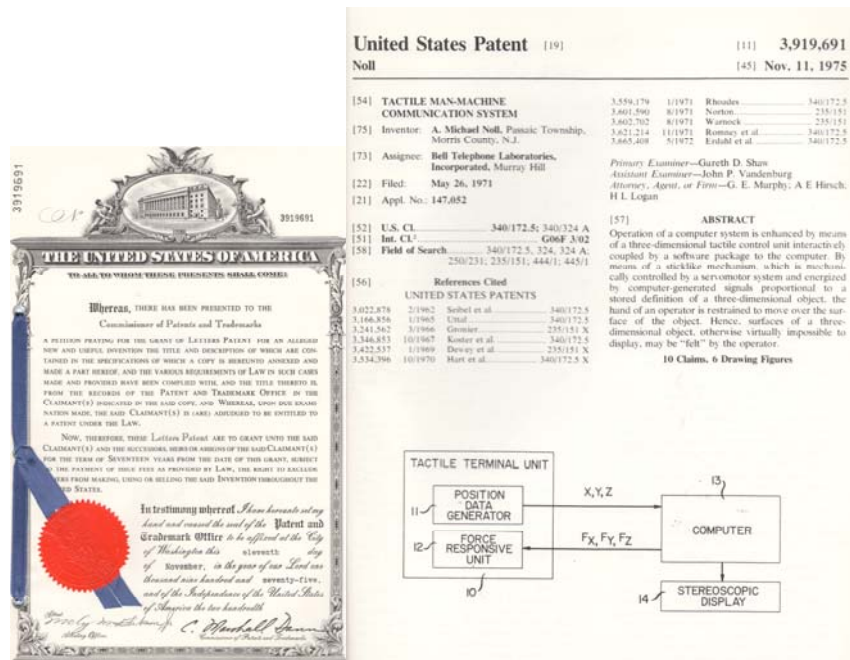 3919691
3919691
THE UNITED STATES OF AMERICA
TO ALL TO WHOM THESE PRESENTS SHALL COME:
Whereas, THERE HAS BEEN PRESENTED TO THE
Commissioner of Patents and Trademarks
A PETITION PRAYING FOR THE GRANT OF LETTERS PATENT FOR AN ALLEGED
NEW AND USEFUL INVENTION THE TITLE AND DESCRIPTION OF WHICH ARE CON-
TAINED IN THE SPECIFICATIONS OF WHICH A COPY IS HEREUNTO ANNEXED AND
MADE A PART HEREOF, AND THE VARIOUS REQUIREMENTS OF LAW IN SUCH CASES
MADE AND PROVIDED HAVE BEEN COMPLIED WITH, AND THE TITLE THERETO IS,
FROM THE RECORDS OF THE PATENT AND TRADEMARK OFFICE IN THE
CLAIMANT(S) INDICATED IN THE SAID COPY, AND WHEREAS, UPON DUE EXAMI-
NATION MADE, THE SAID CLAIMANT(S) IS (ARE) ADJUDGED TO BE ENTITLED TO
A PATENT UNDER THE LAW.
NOW, THEREFORE, THESE Letters Patent ARE TO GRANT UNTO THE SAID
CLAIMANT(S) AND THE SUCCESSORS, HEIRS OR ASSIGNS OF THE SAID CLAIMANT(S)
FOR THE TERM OF SEVENTEEN YEARS FROM THE DATE OF THIS GRANT, SUBJECT
TO THE PAYMENT OF ISSUE FEES AS PROVIDED BY LAW, THE RIGHT TO EXCLUDE
ERS FROM MAKING, USING OR SELLING THE SAID INVENTION THROUGHOUT THE
ED STATES.
In testimony whereof I have hereunto set my
hand and caused the seal of the Patent and
Trademark Office to be affixed at the City
of Washington this eleventh day
of November, in the year of our Lord one
thousand nine hundred and seventy-five,
and of the Independence of the United States
of America the two hundredth
Attest
C. Marshall Dann
Attesting Officer
Commissioner of Patents and Trademarks
United States Patent [19]
Noll
[11] 3,919,691
[45] Nov. 11, 1975
[54] TACTILE MAN-MACHINE
COMMUNICATION SYSTEM
[75] Inventor: A. Michael Noll, Passaic Township,
Morris County, N.J.
[73] Assignee: Bell Telephone Laboratories,
Incorporated, Murray Hill
[22] Filed: May 26, 1971
[21] Appl. No.: 147,052
[52] U.S. Cl. 340/172.5; 340/324 A
[51] Int. Cl.² G06F 3/02
[58] Field of Search 340/172.5, 324, 324 A;
250/231; 235/151; 444/1; 445/1
[56] References Cited
UNITED STATES PATENTS
3,022,878 2/1962 Seibel et al. 340/172.5
3,166,856 1/1965 Uttal 340/172.5
3,241,562 3/1966 Gronier 235/151 X
3,346,853 10/1967 Koster et al. 340/172.5
3,422,537 1/1969 Dewey et al. 235/151 X
3,534,396 10/1970 Hart et al. 340/172.5 X
3,559,179 1/1971 Rhoades 340/172.5
3,601,590 8/1971 Norton 235/151
3,602,702 8/1971 Warnock 235/151
3,621,214 11/1971 Romney et al. 340/172.5
3,665,408 5/1972 Erdahl et al. 340/172.5
Primary Examiner—Gareth D. Shaw
Assistant Examiner—John P. Vandenburg
Attorney, Agent, or Firm—G. E. Murphy; A E Hirsch;
H L Logan
[57] ABSTRACT
Operation of a computer system is enhanced by means
of a three-dimensional tactile control unit interactively
coupled by a software package to the computer. By
means of a sticklike mechanism, which is mechani-
cally controlled by a servomotor system and energized
by computer-generated signals proportional to a
stored definition of a three-dimensional object, the
hand of an operator is restrained to move over the sur-
face of the object. Hence, surfaces of a three-
dimensional object, otherwise virtually impossible to
display, may be "felt" by the operator.
10 Claims, 6 Drawing Figures
TACTILE TERMINAL UNIT
11
POSITION
DATA
GENERATOR
X,Y,Z
13
COMPUTER
12
FORCE
RESPONSIVE
UNIT
FX, FY, FZ
10
14
STEREOSCOPIC
DISPLAY